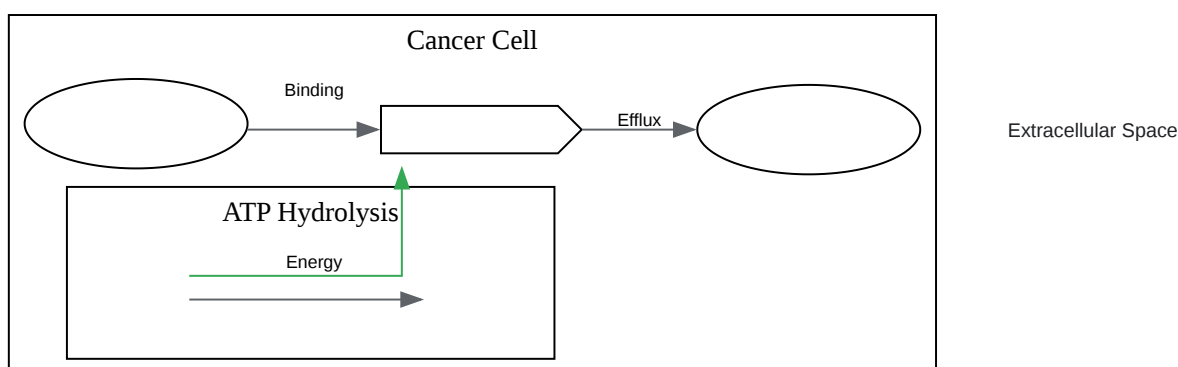 Cancer Cell
Binding
Efflux
Extracellular Space
ATP Hydrolysis
Energy